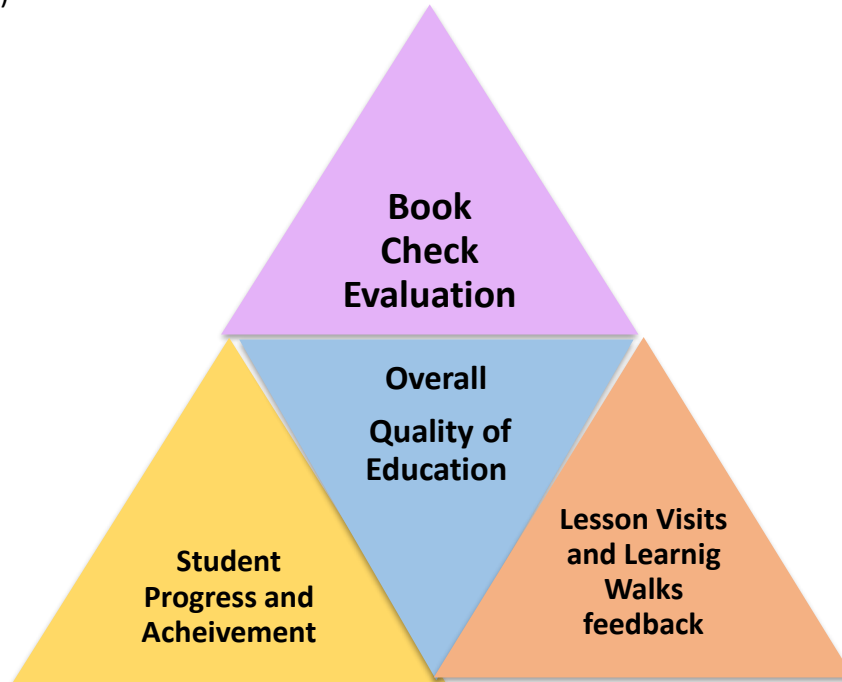 )
Book
Check
Evaluation
Overall
Quality of
Education
Student
Progress and
Acheivement
Lesson Visits
and Learnig
Walks
feedback